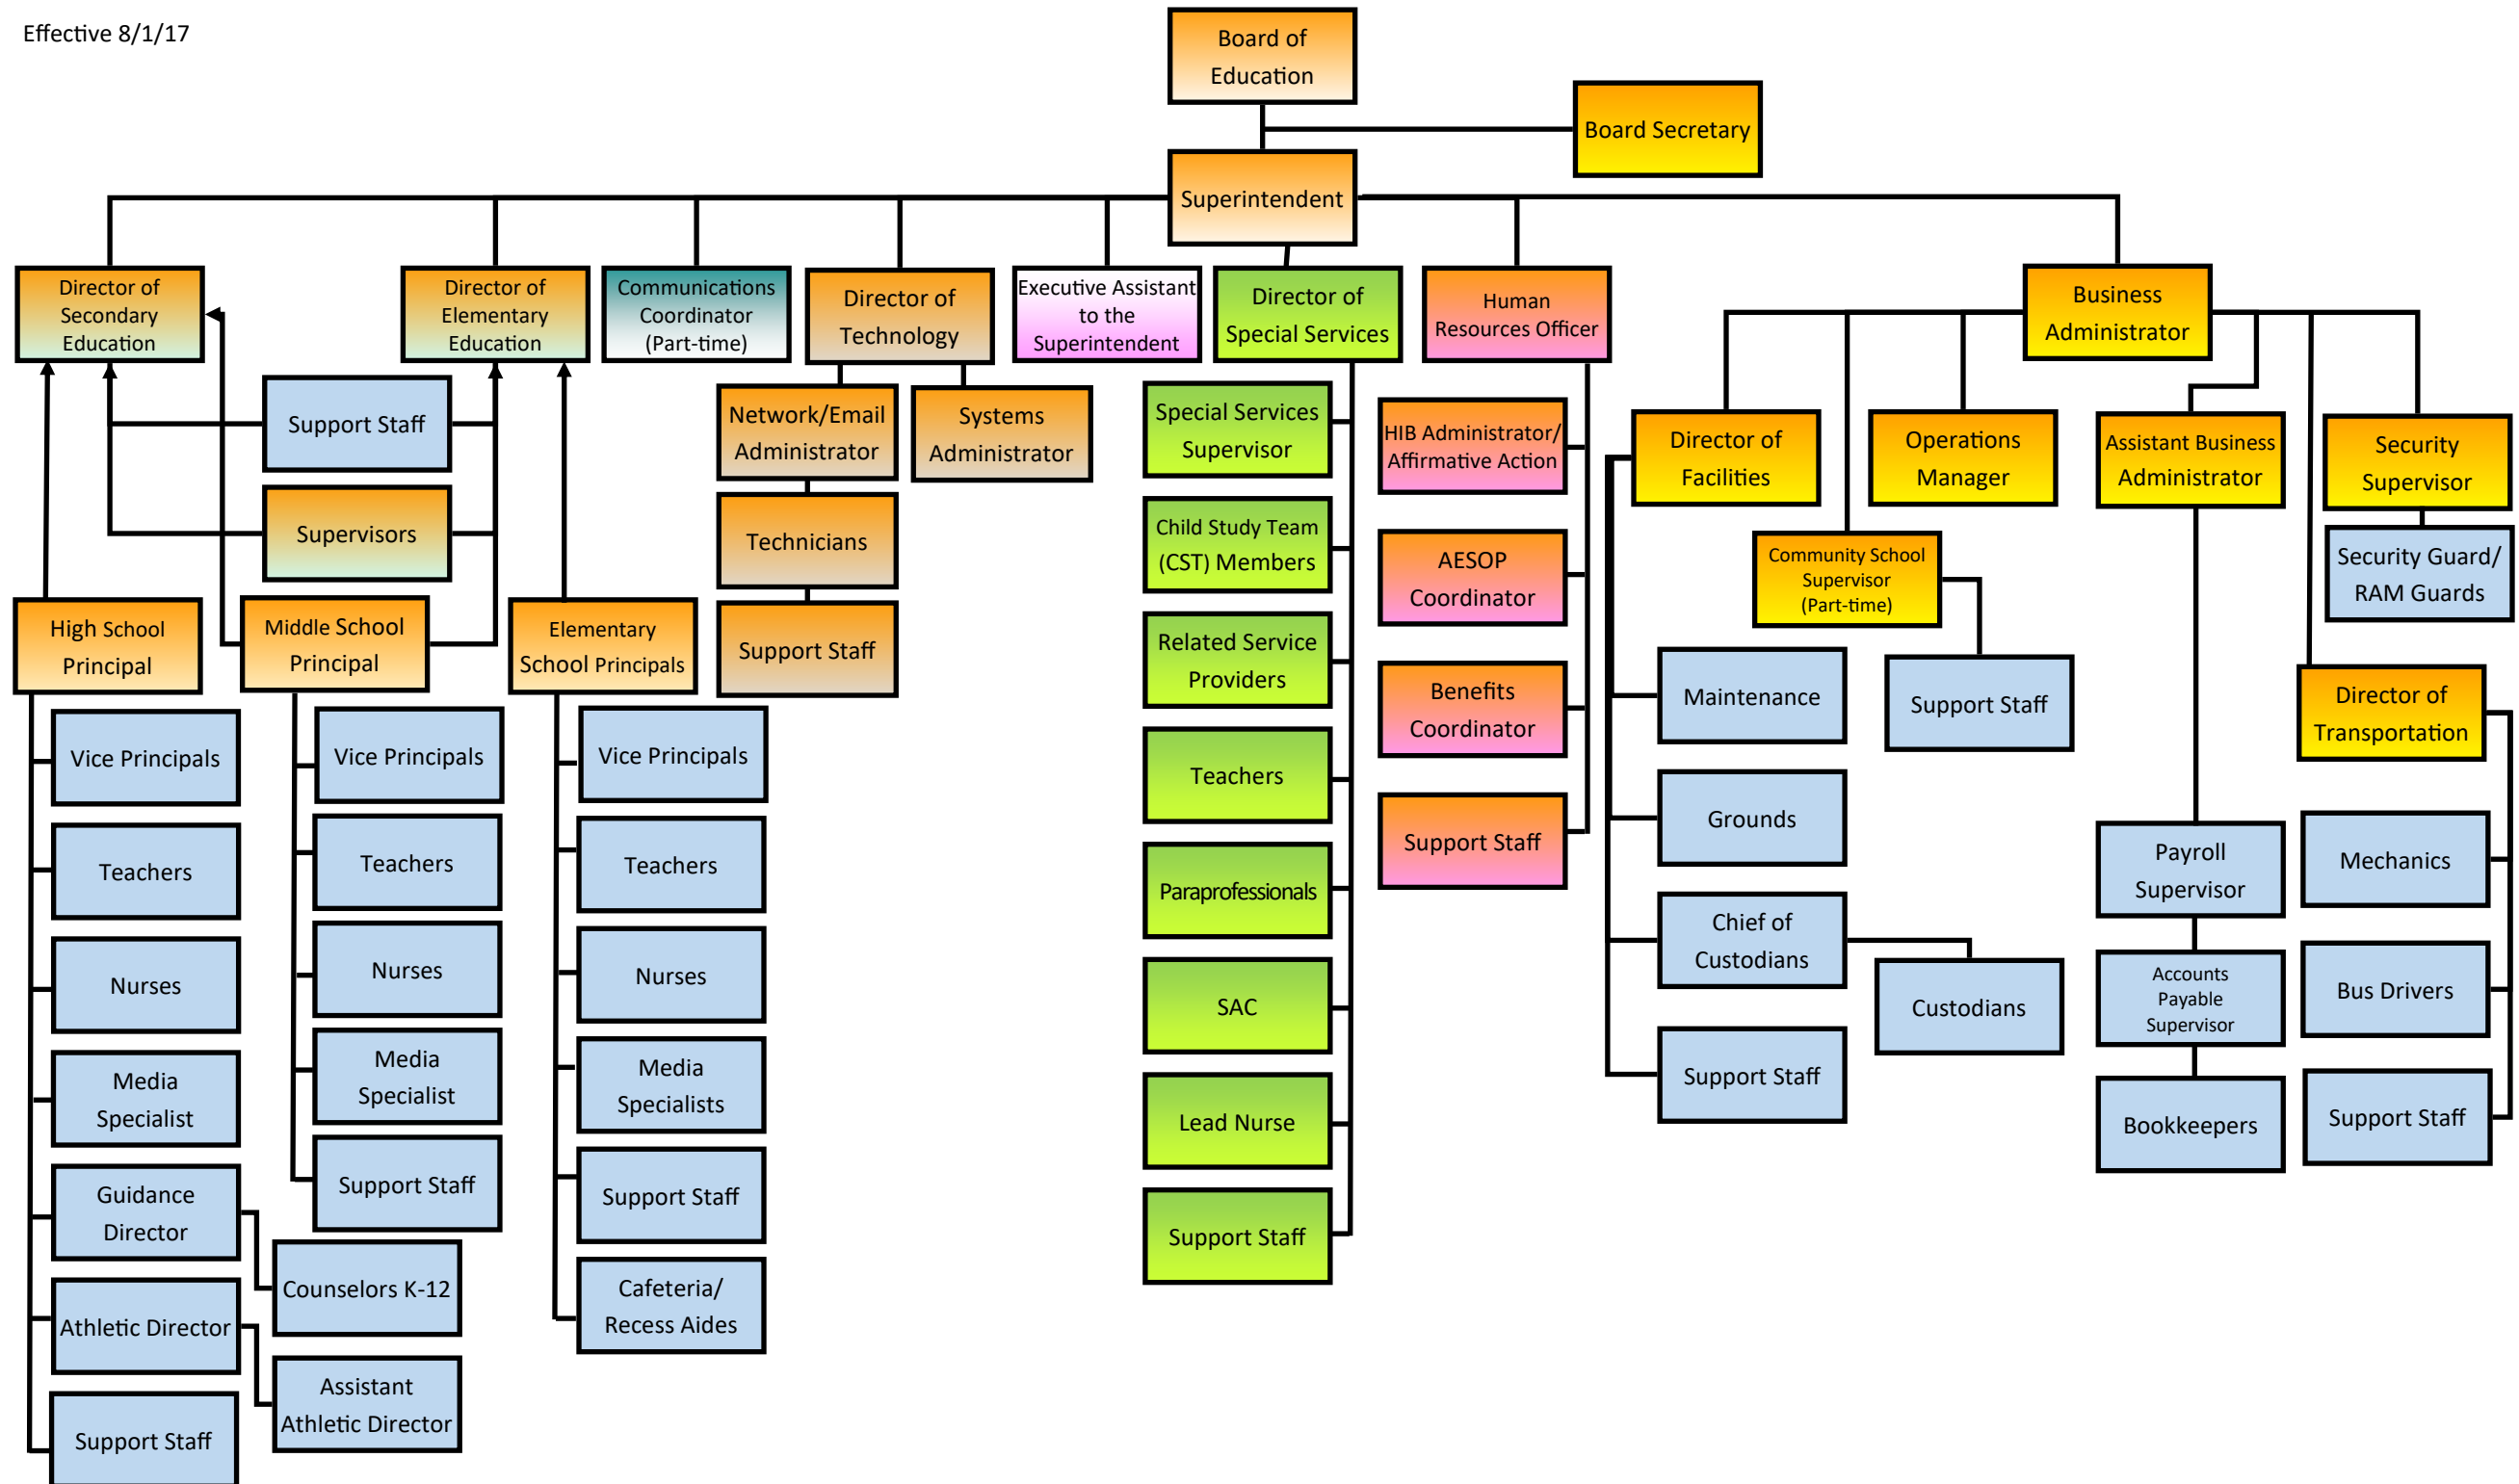 Effective 8/1/17
Board of
Education
Board Secretary
Superintendent
Director of
Secondary
Education
Director of
Elementary
Education
Communications
Coordinator
(Part-time)
Director of
Technology
Executive Assistant
to the
Superintendent
Director of
Special Services
Human
Resources Officer
Business
Administrator
Support Staff
Supervisors
Network/Email
Administrator
Systems
Administrator
Technicians
Support Staff
Special Services
Supervisor
Child Study Team
(CST) Members
Related Service
Providers
Teachers
Paraprofessionals
SAC
Lead Nurse
Support Staff
HIB Administrator/
Affirmative Action
AESOP
Coordinator
Benefits
Coordinator
Support Staff
Director of
Facilities
Operations
Manager
Assistant Business
Administrator
Security
Supervisor
Community School
Supervisor
(Part-time)
Security Guard/
RAM Guards
Maintenance
Support Staff
Director of
Transportation
Grounds
Chief of
Custodians
Custodians
Support Staff
Payroll
Supervisor
Accounts
Payable
Supervisor
Bookkeepers
Mechanics
Bus Drivers
Support Staff
High School
Principal
Middle School
Principal
Elementary
School Principals
Vice Principals
Teachers
Nurses
Media
Specialist
Guidance
Director
Counselors K-12
Athletic Director
Assistant
Athletic Director
Support Staff
Vice Principals
Teachers
Nurses
Media
Specialist
Support Staff
Vice Principals
Teachers
Nurses
Media
Specialists
Support Staff
Cafeteria/
Recess Aides